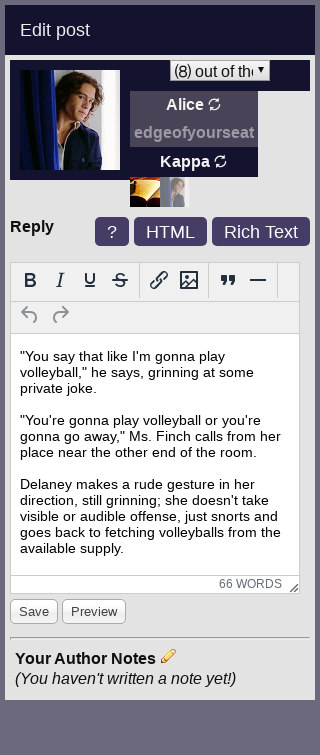 Edit post
(8) out of the
Alice
edgeofyourseat
Kappa
Reply
? HTML Rich Text
B I U S
"You say that like I'm gonna play
volleyball," he says, grinning at some
private joke.
"You're gonna play volleyball or you're
gonna go away," Ms. Finch calls from her
place near the other end of the room.
Delaney makes a rude gesture in her
direction, still grinning; she doesn't take
visible or audible offense, just snorts and
goes back to fetching volleyballs from the
available supply.
66 WORDS
Save Preview
Your Author Notes
(You haven't written a note yet!)